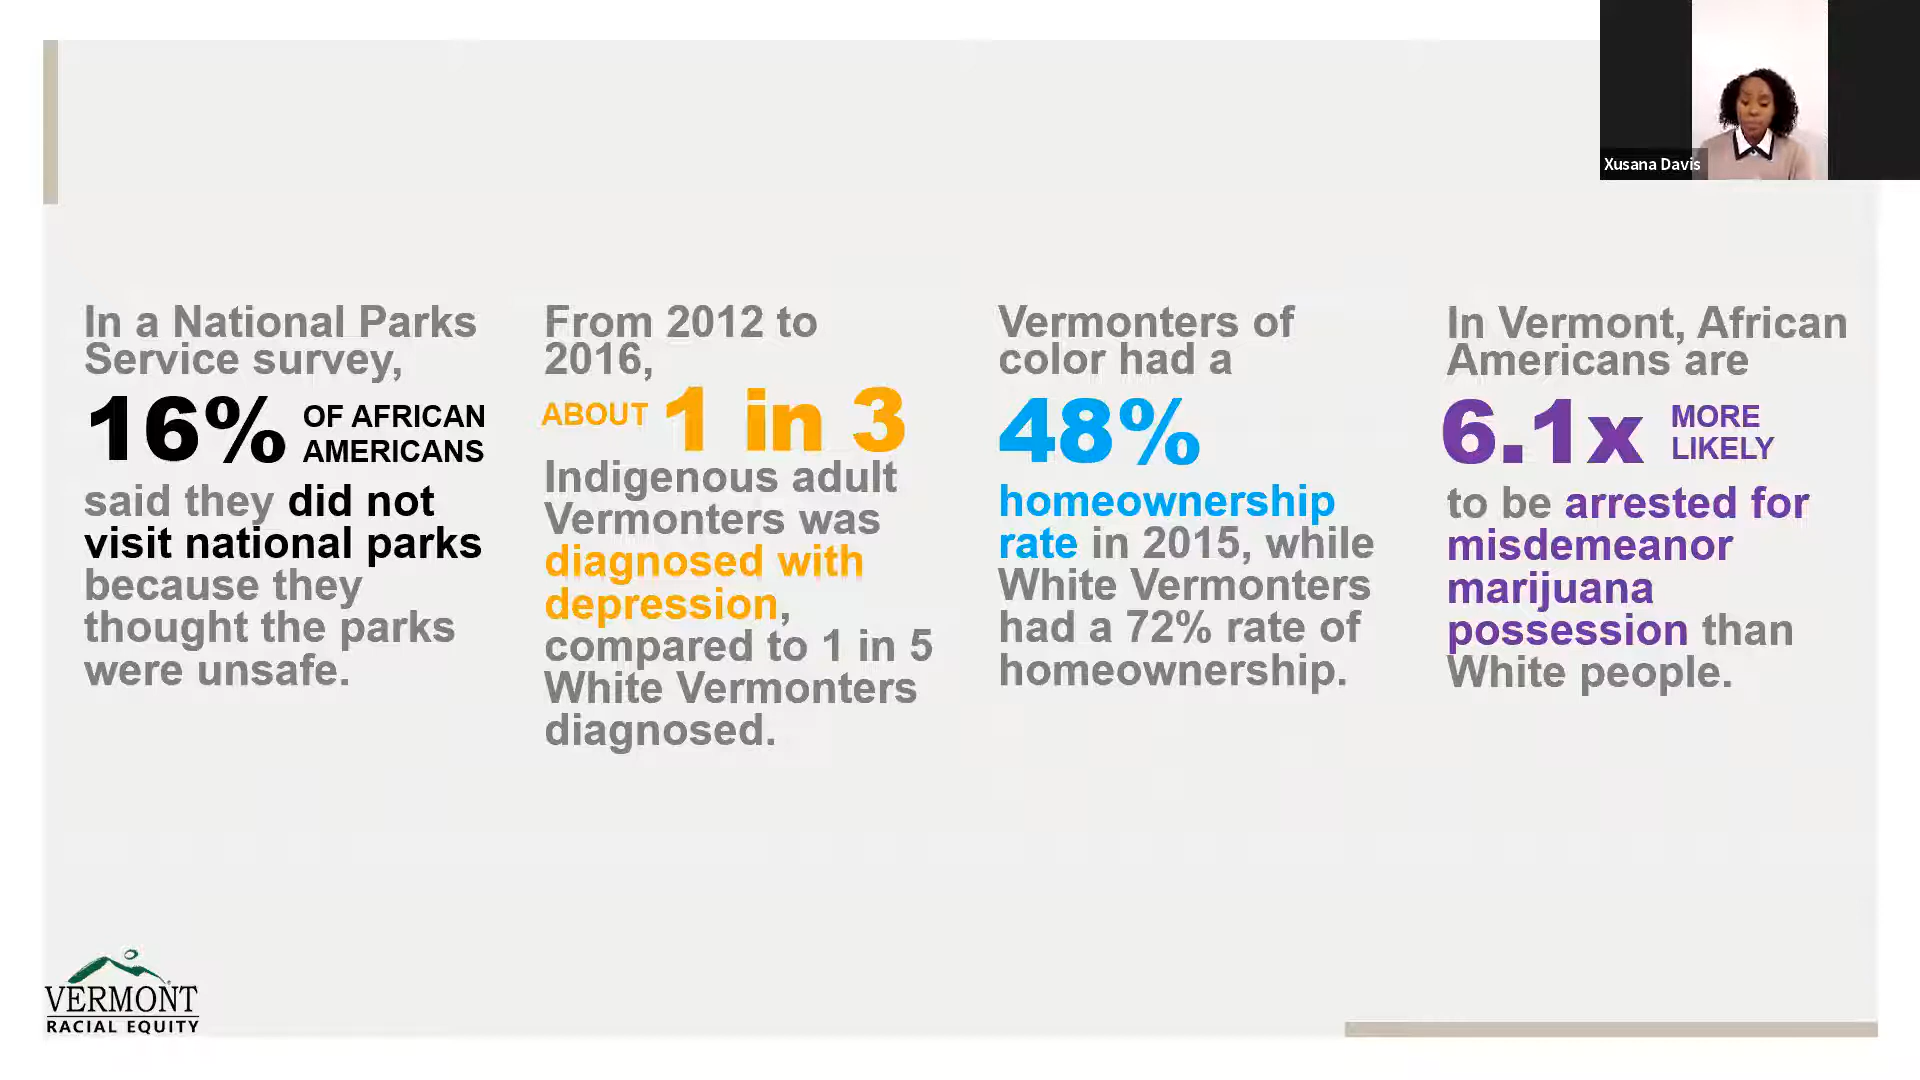 Xusana Davis
In a National Parks
Service survey,
16% OF AFRICAN
AMERICANS
said they did not
visit national parks
because they
thought the parks
were unsafe.
From 2012 to
2016,
ABOUT 1 in 3
Indigenous adult
Vermonters was
diagnosed with
depression,
compared to 1 in 5
White Vermonters
diagnosed.
Vermonters of
color had a
48%
homeownership
rate in 2015, while
White Vermonters
had a 72% rate of
homeownership.
In Vermont, African
Americans are
6.1x MORE
LIKELY
to be arrested for
misdemeanor
marijuana
possession than
White people.
VERMONT
RACIAL EQUITY